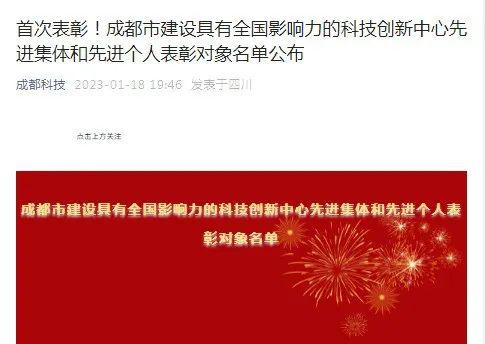 首次表彰！成都市建设具有全国影响力的科技创新中心先
进集体和先进个人表彰对象名单公布
成都科技 2023-01-18 19:46 发表于四川
点击上方关注
成都市建设具有全国影响力的科技创新中心先进集体和先进个人表
彰对象名单